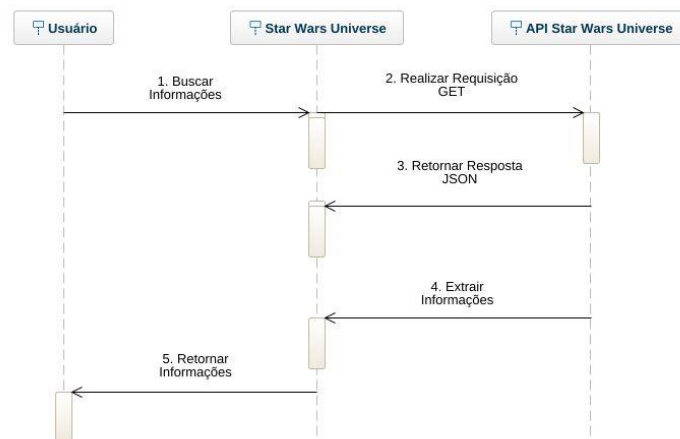 Usuário
Star Wars Universe
API Star Wars Universe
1. Buscar
Informações
2. Realizar Requisição
GET
3. Retornar Resposta
JSON
4. Extrair
Informações
5. Retornar
Informações